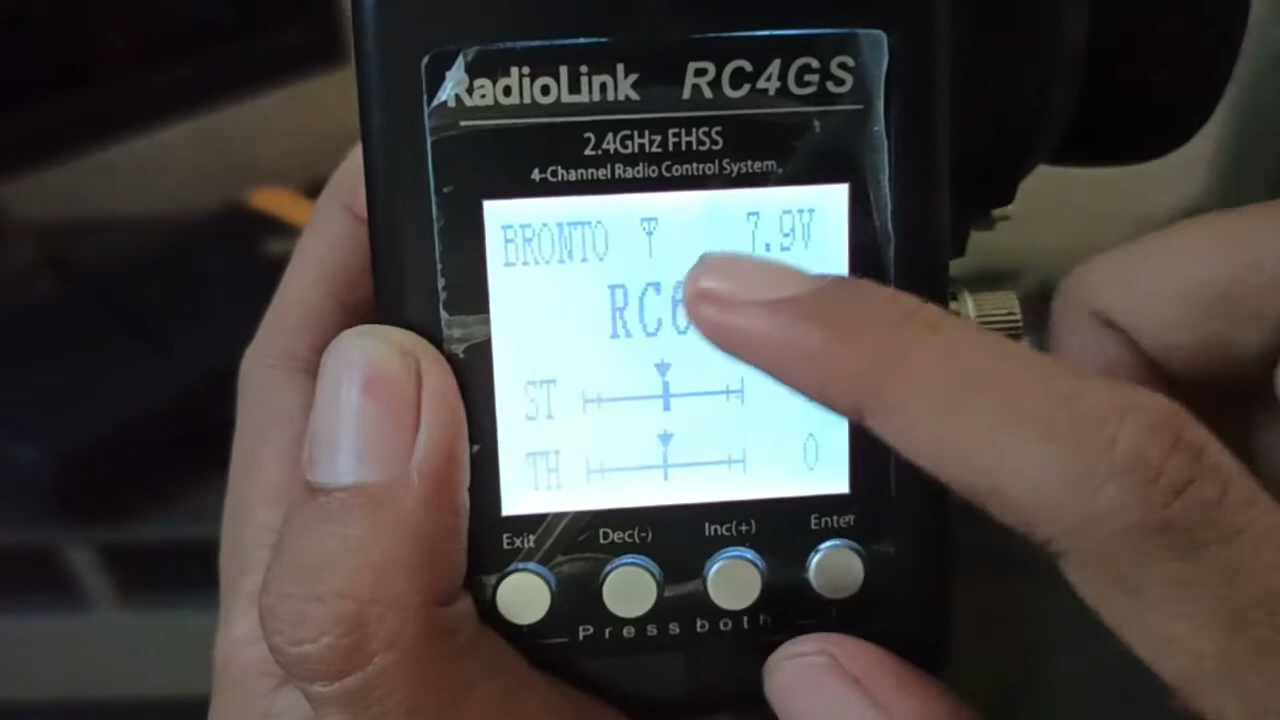 RadioLink RC4GS
2.4GHz FHSS
4-Channel Radio Control System
BRONTO 7.9V
ST
TH 0
Exit Dec(-) Inc(+) Enter
Press both